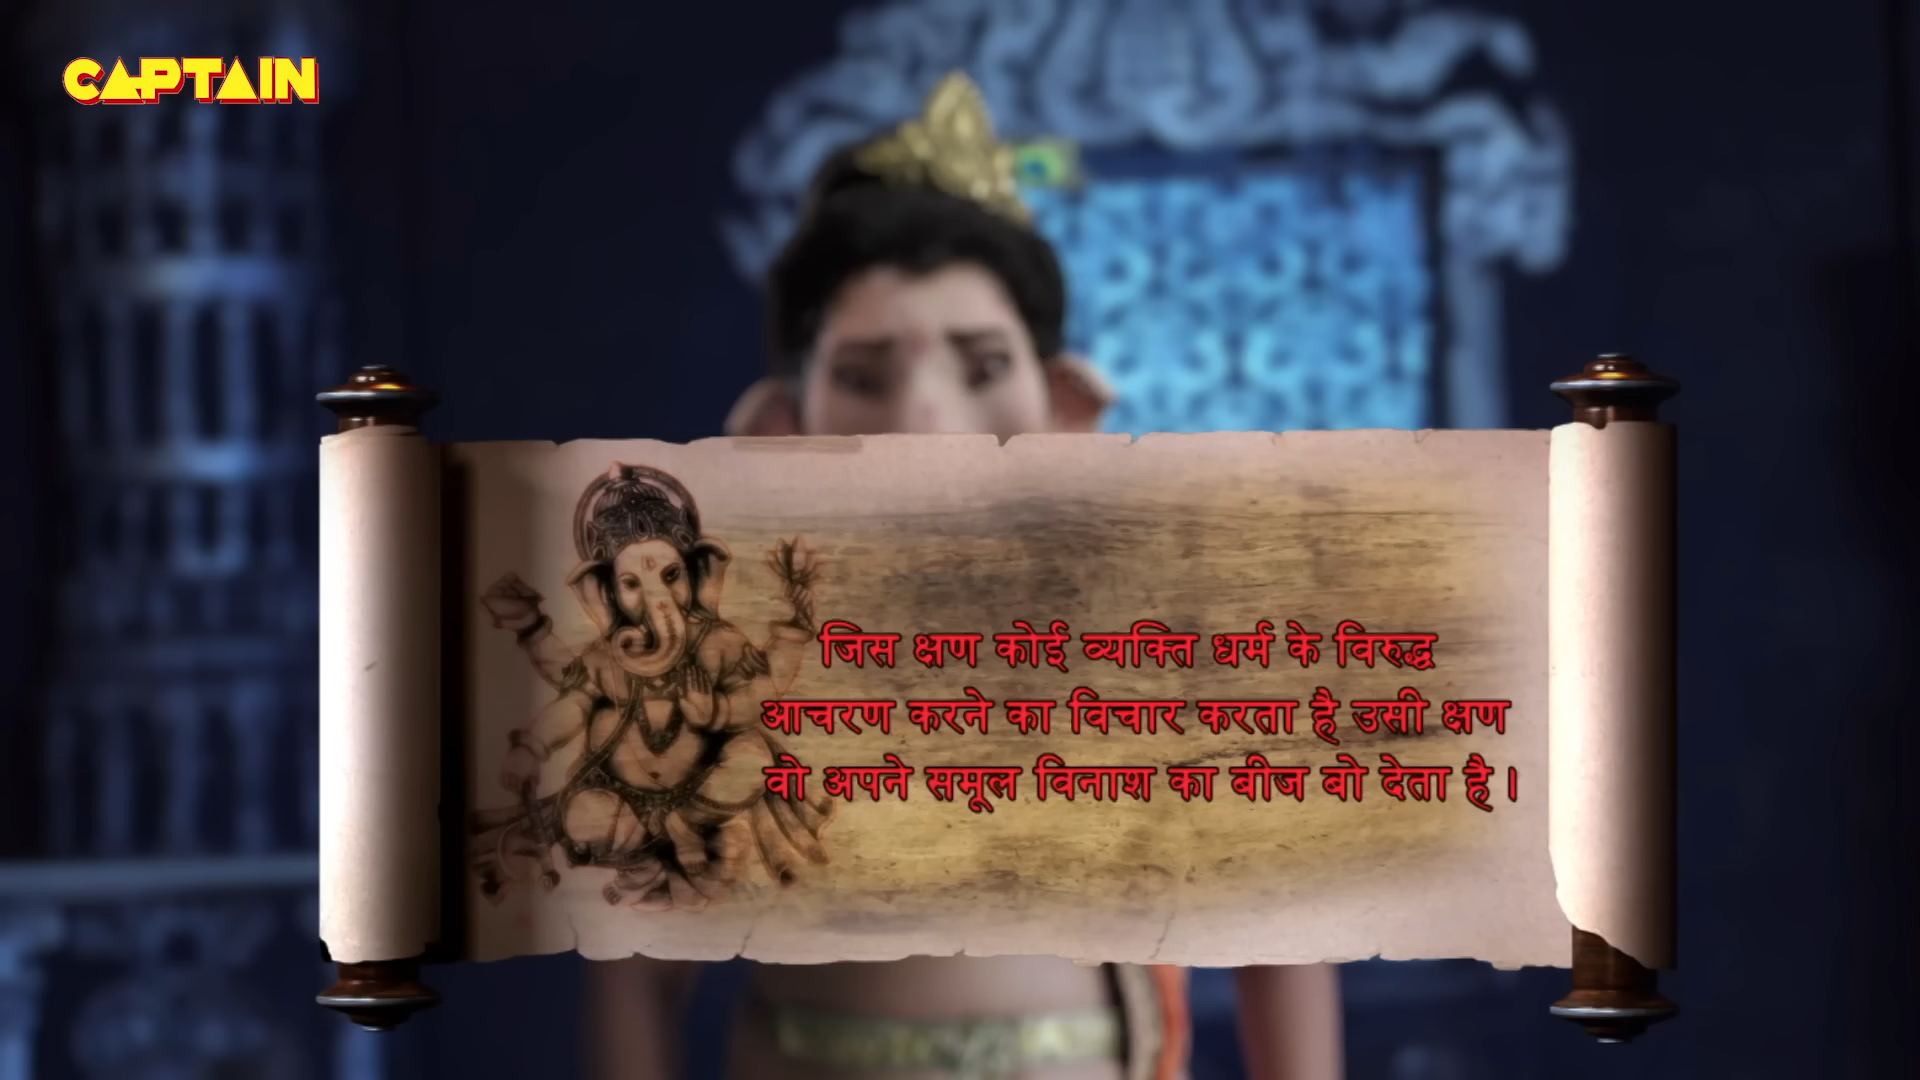 CAPTAIN
जिस क्षण कोई व्यक्ति धर्म के विरुद्ध
आचरण करने का विचार करता है उसी क्षण
वो अपने समूल विनाश का बीज बो देता है।